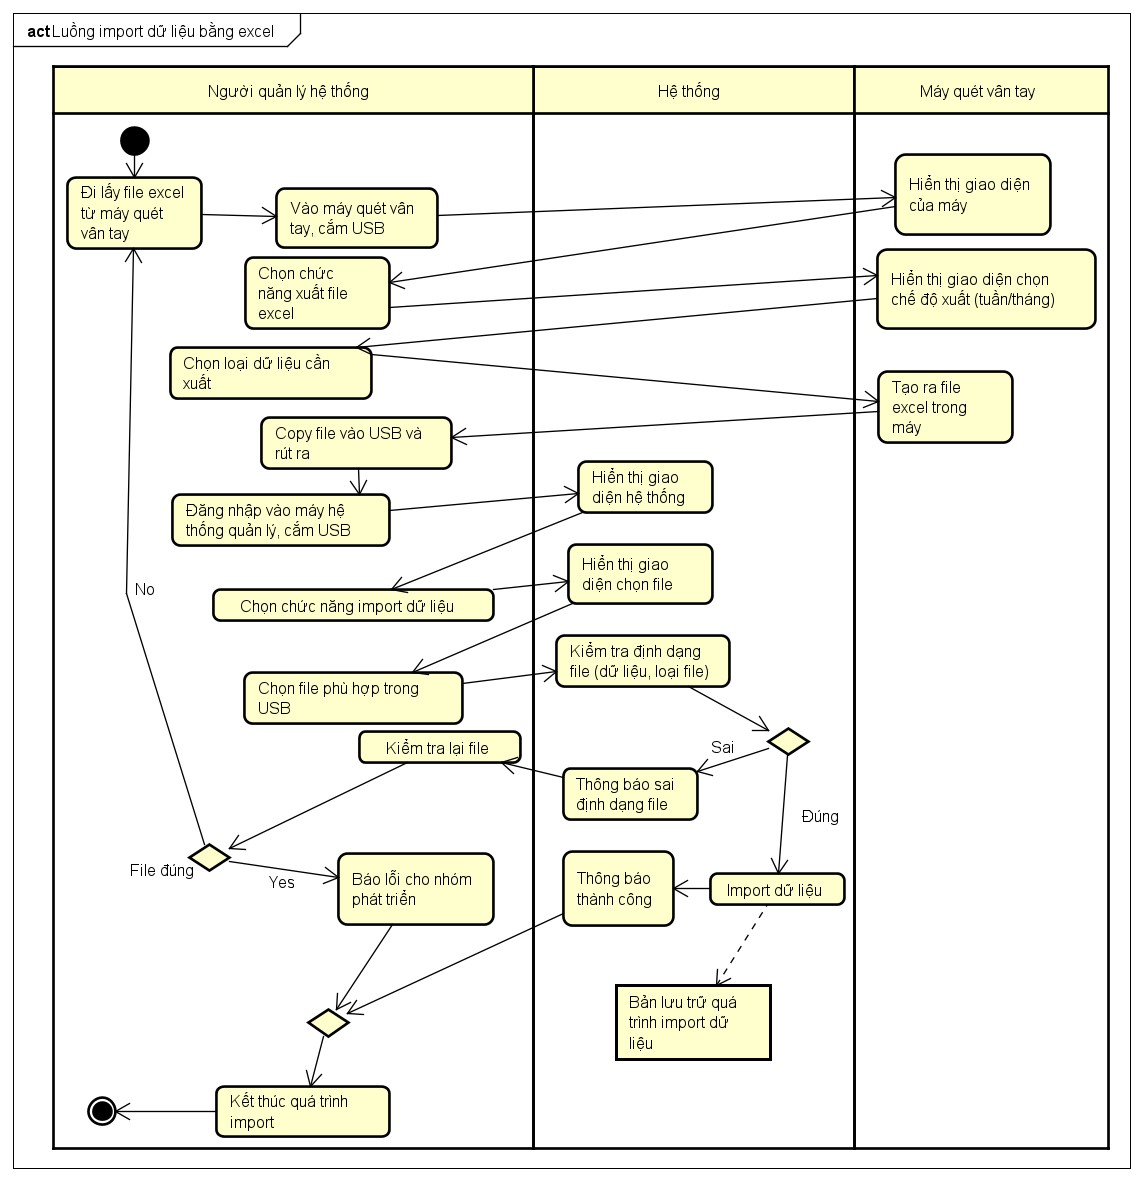 act Luồng import dữ liệu bằng excel
Người quản lý hệ thống
Hệ thống
Máy quét vân tay
Đi lấy file excel
từ máy quét
vân tay
Vào máy quét vân
tay, cắm USB
Hiển thị giao diện
của máy
Chọn chức
năng xuất file
excel
Hiển thị giao diện chọn
chế độ xuất (tuần/tháng)
Chọn loại dữ liệu cần
xuất
Tạo ra file
excel trong
máy
Copy file vào USB và
rút ra
Hiển thị giao
diện hệ thống
Đăng nhập vào máy hệ
thống quản lý, cắm USB
Hiển thị giao
diện chọn file
No
Chọn chức năng import dữ liệu
Kiểm tra định dạng
file (dữ liệu, loại file)
Chọn file phù hợp trong
USB
Kiểm tra lại file
Sai
Thông báo sai
định dạng file
Đúng
File đúng
Yes
Báo lỗi cho nhóm
phát triển
Thông báo
thành công
Import dữ liệu
Bản lưu trữ quá
trình import dữ
liệu
Kết thúc quá trình
import